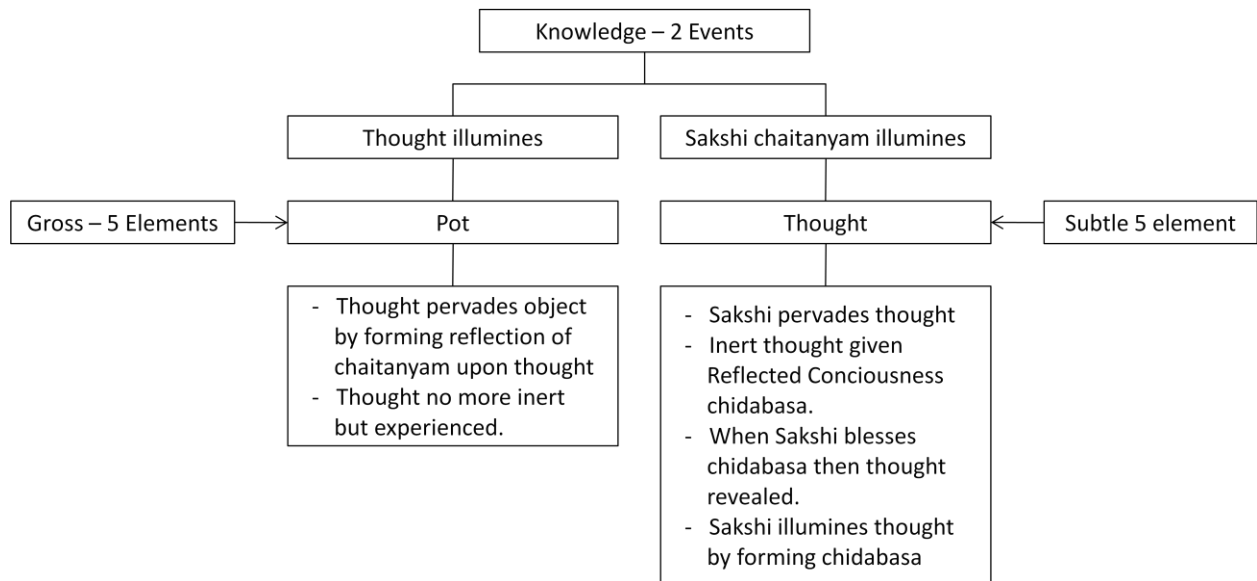 Knowledge – 2 Events
Thought illumines
Sakshi chaitanyam illumines
Gross – 5 Elements
Pot
Thought
Subtle 5 element
- Thought pervades object
by forming reflection of
chaitanyam upon thought
- Thought no more inert
but experienced.
- Sakshi pervades thought
- Inert thought given
Reflected Conciousness
chidabasa.
- When Sakshi blesses
chidabasa then thought
revealed.
- Sakshi illumines thought
by forming chidabasa